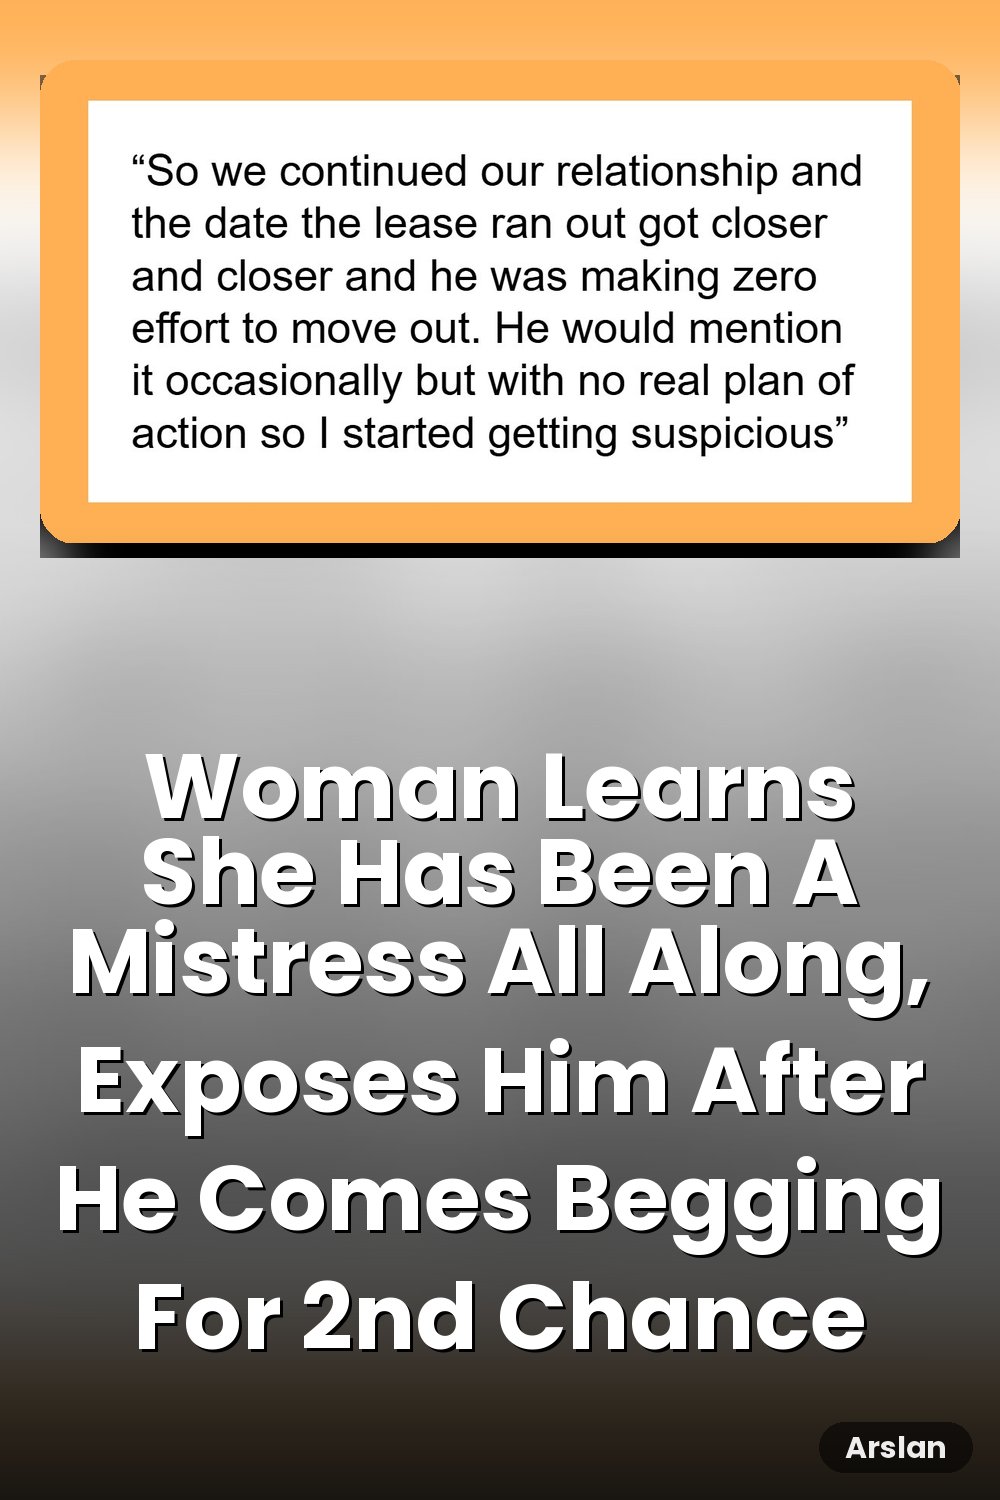 “So we continued our relationship and
the date the lease ran out got closer
and closer and he was making zero
effort to move out. He would mention
it occasionally but with no real plan of
action so I started getting suspicious”
Woman Learns
She Has Been A
Mistress All Along,
Exposes Him After
He Comes Begging
For 2nd Chance
Arslan